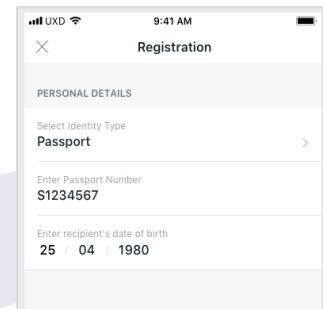 UXD 9:41 AM
Registration
PERSONAL DETAILS
Select Identity Type
Passport
Enter Passport Number
S1234567
Enter recipient's date of birth
25 / 04 / 1980